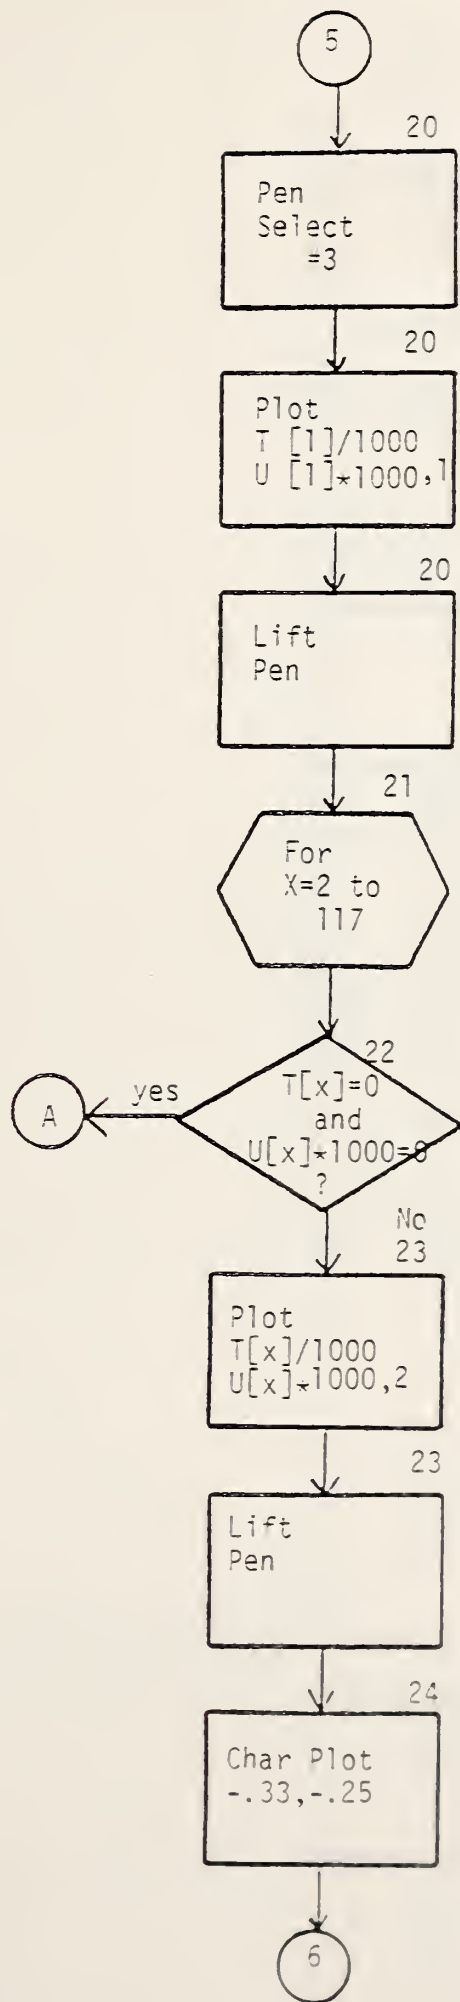 5
20
Pen
Select
=3
20
Plot
T [1]/1000
U [1]*1000,1
20
Lift
Pen
21
For
X=2 to
117
22
T[x]=0
and
U[x]*1000=0
?
yes
A
No
23
Plot
T[x]/1000
U[x]*1000,2
23
Lift
Pen
24
Char Plot
-.33,-.25
6